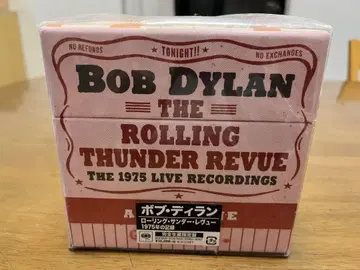 NO REFUNDS
TONIGHT!!
NO EXCHANGES
BOB DYLAN
THE
ROLLING
THUNDER REVUE
THE 1975 LIVE RECORDINGS
ボブ・ディラン
ローリング・サンダー・レヴュー
1975年の記録